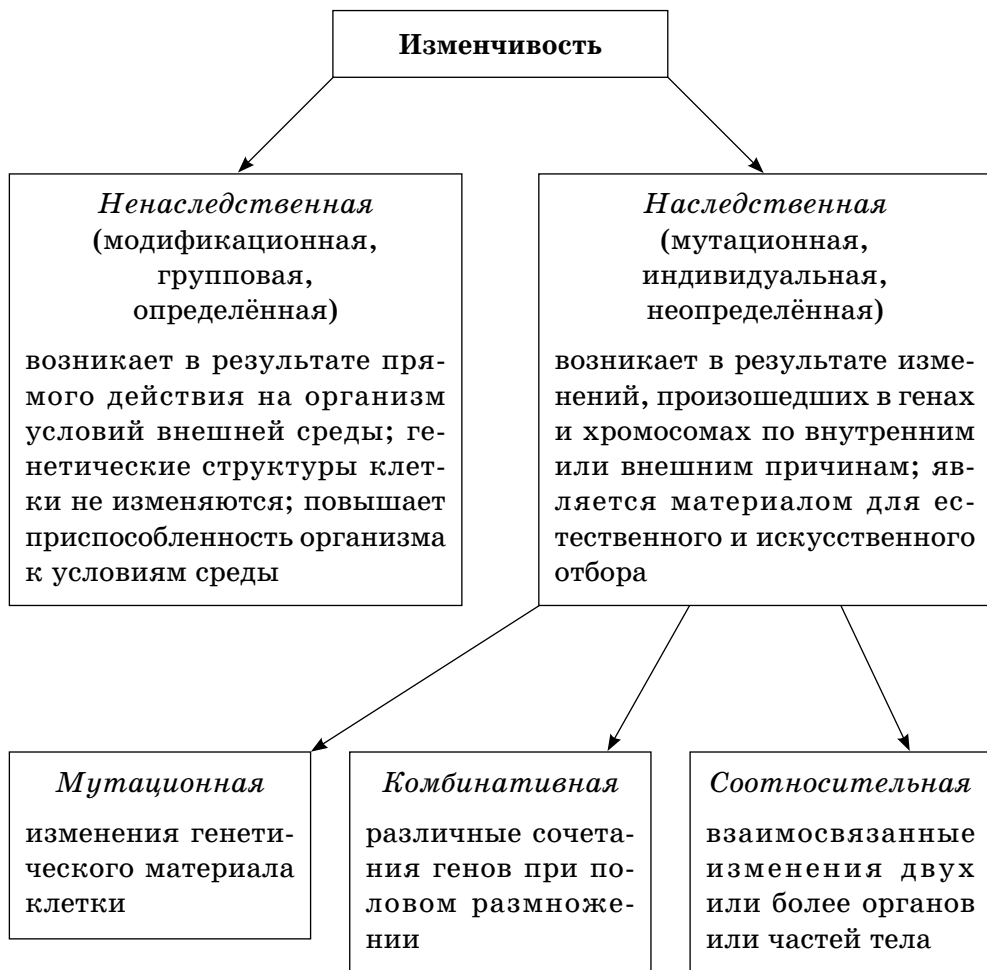 Изменчивость
Ненаследственная
(модификационная,
групповая,
определённая)
возникает в результате пря-
мого действия на организм
условий внешней среды; ге-
нетические структуры клет-
ки не изменяются; повышает
приспособленность организма
к условиям среды
Наследственная
(мутационная,
индивидуальная,
неопределённая)
возникает в результате изме-
нений, произошедших в генах
и хромосомах по внутренним
или внешним причинам; яв-
ляется материалом для ес-
тественного и искусственного
отбора
Мутационная
изменения генети-
ческого материала
клетки
Комбинативная
различные сочета-
ния генов при по-
ловом размноже-
нии
Соотносительная
взаимосвязанные
изменения двух
или более органов
или частей тела